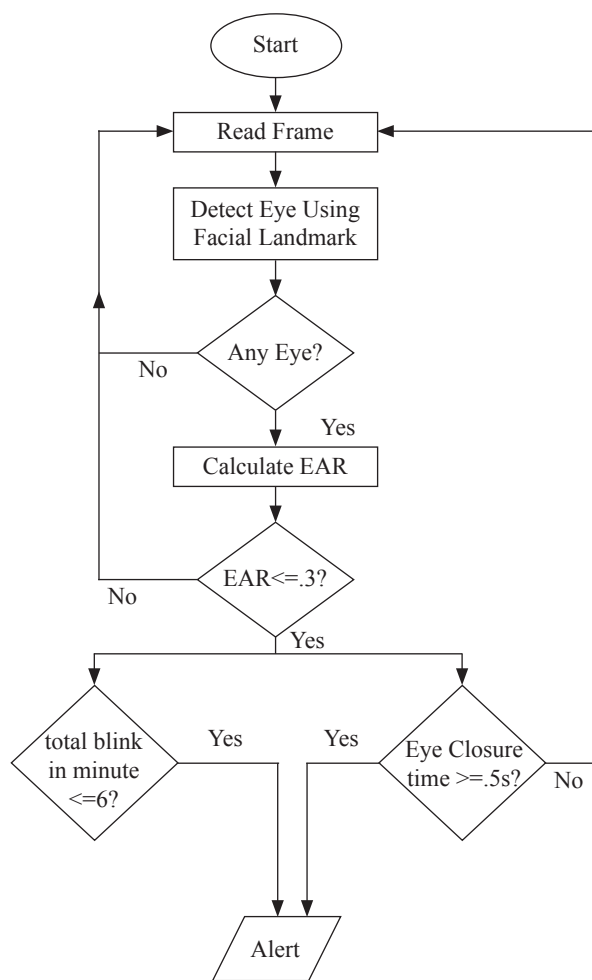 Start
Read Frame
Detect Eye Using
Facial Landmark
Any Eye?
No
Yes
Calculate EAR
EAR<=.3?
No
Yes
total blink
in minute
<=6?
Yes
Yes
Eye Closure
time >=.5s?
No
Alert